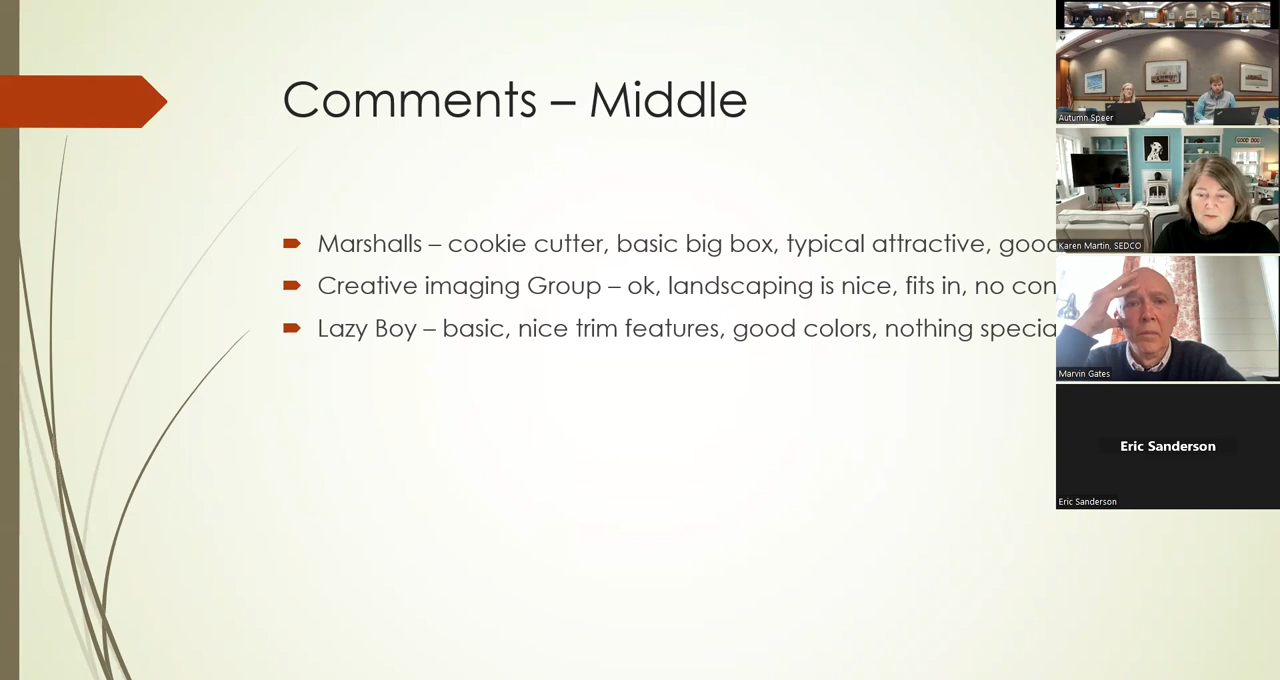 Comments – Middle
Marshalls – cookie cutter, basic big box, typical attractive, good
Creative imaging Group – ok, landscaping is nice, fits in, no con
Lazy Boy – basic, nice trim features, good colors, nothing specia
Autumn Speer
GOOD DOG
Karen Martin, SEDCO
Marvin Gates
Eric Sanderson
Eric Sanderson